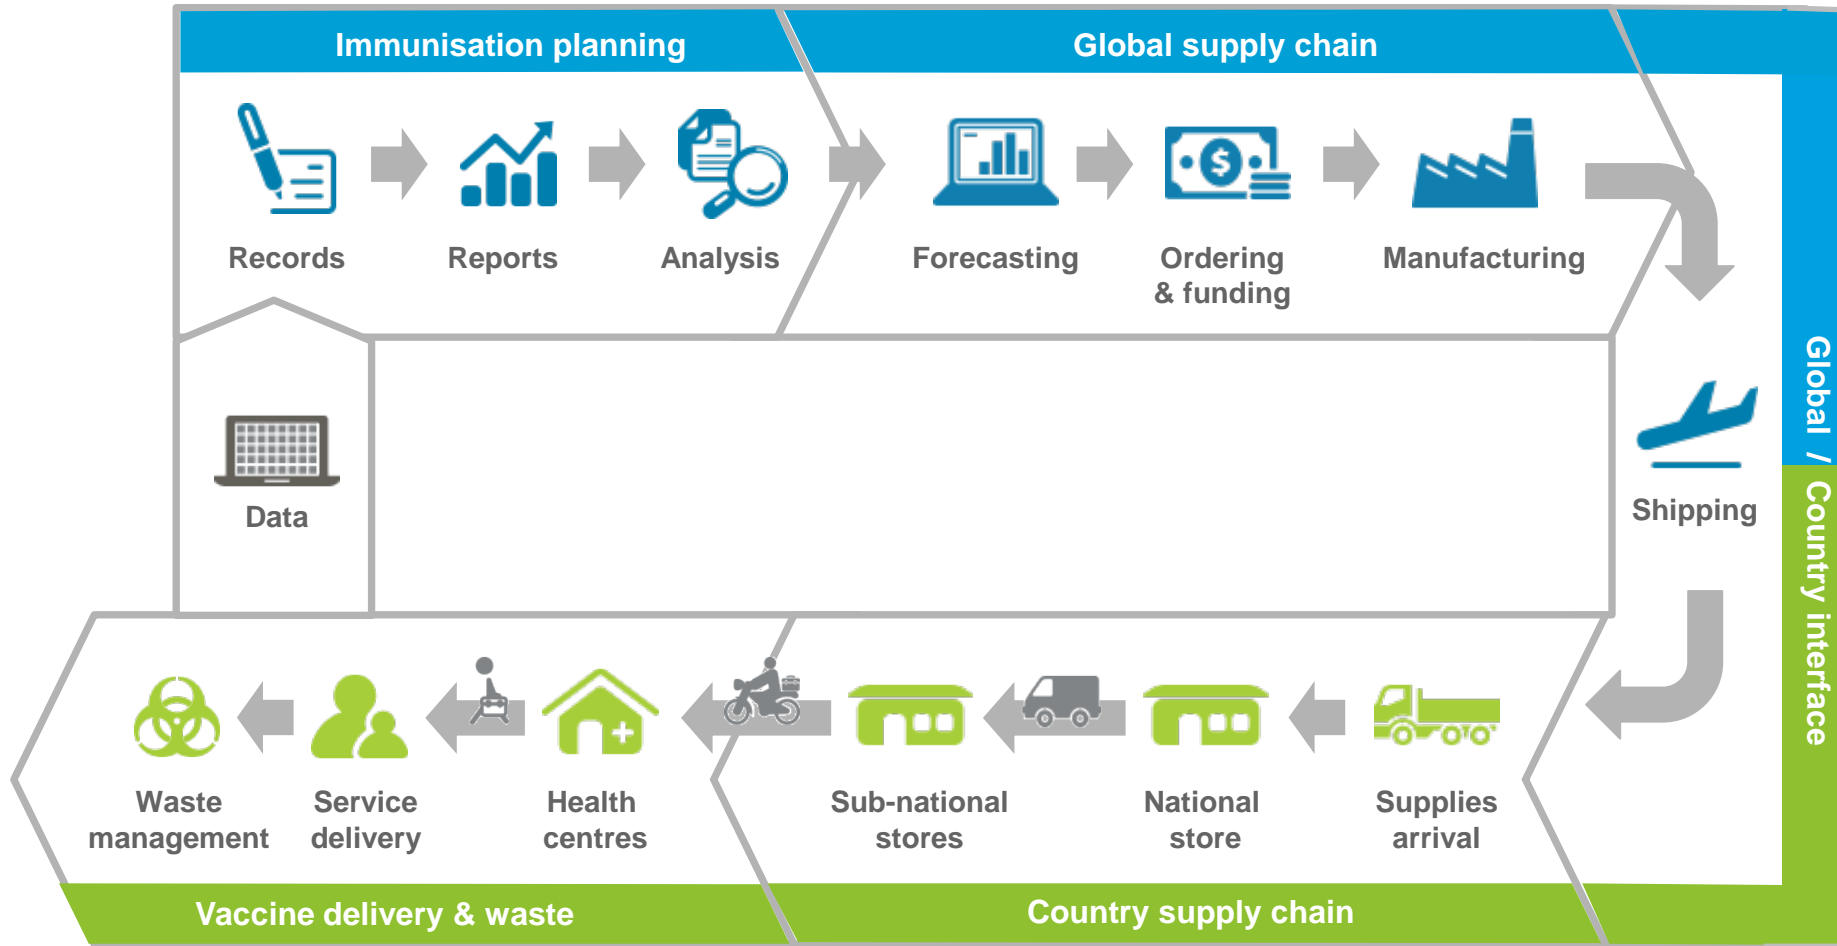 Immunisation planning
Global supply chain
Records
Reports
Analysis
Forecasting
Ordering
& funding
Manufacturing
Global / Country interface
Data
Shipping
Waste
management
Service
delivery
Health
centres
Sub-national
stores
National
store
Supplies
arrival
Vaccine delivery & waste
Country supply chain